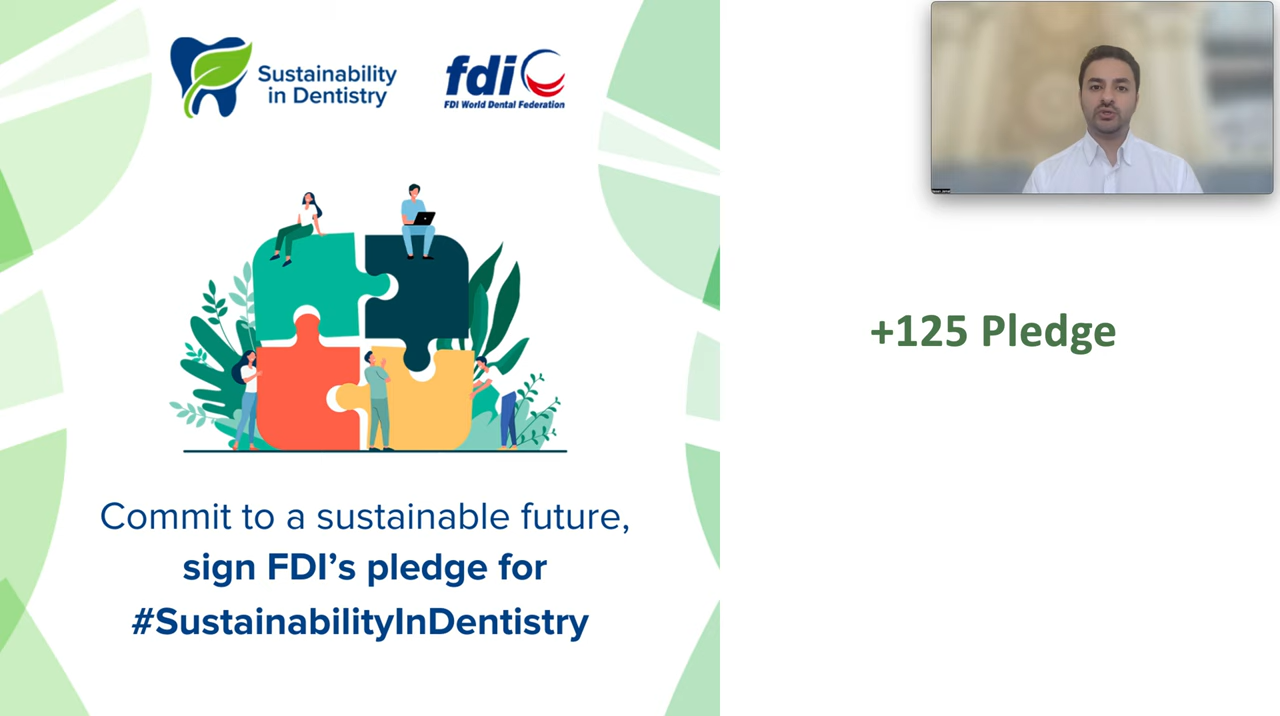 Sustainability
in Dentistry
fdi
FDI World Dental Federation
+125 Pledge
Commit to a sustainable future,
sign FDI’s pledge for
#SustainabilityInDentistry